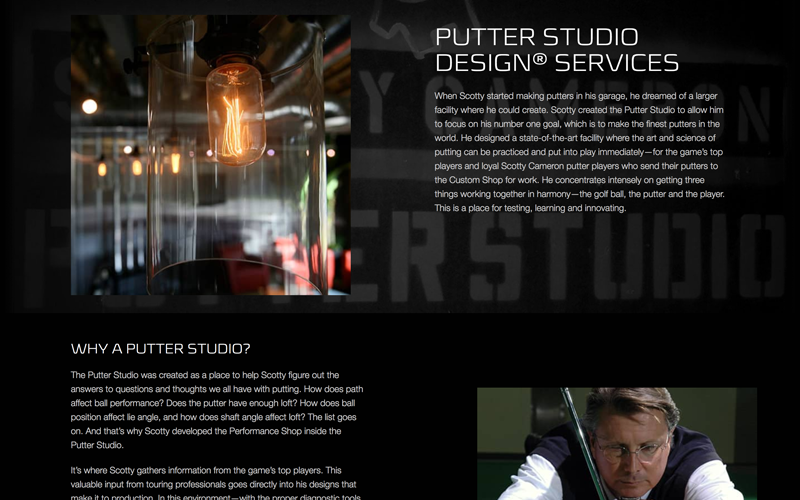 PUTTER STUDIO
DESIGN® SERVICES
When Scotty started making putters in his garage, he dreamed of a larger
facility where he could create. Scotty created the Putter Studio to allow him
to focus on his number one goal, which is to make the finest putters in the
world. He designed a state-of-the-art facility where the art and science of
putting can be practiced and put into play immediately—for the game's top
players and loyal Scotty Cameron putter players who send their putters to
the Custom Shop for work. He concentrates intensely on getting three
things working together in harmony—the golf ball, the putter and the player.
This is a place for testing, learning and innovating.
STUDIO
WHY A PUTTER STUDIO?
The Putter Studio was created as a place to help Scotty figure out the
answers to questions and thoughts we all have with putting. How does path
affect ball performance? Does the putter have enough loft? How does ball
position affect lie angle, and how does shaft angle affect loft? The list goes
on. And that's why Scotty developed the Performance Shop inside the
Putter Studio.
It's where Scotty gathers information from the game's top players. This
valuable input from touring professionals goes directly into his designs that
make it to production. In this environment—with the proper diagnostic tools